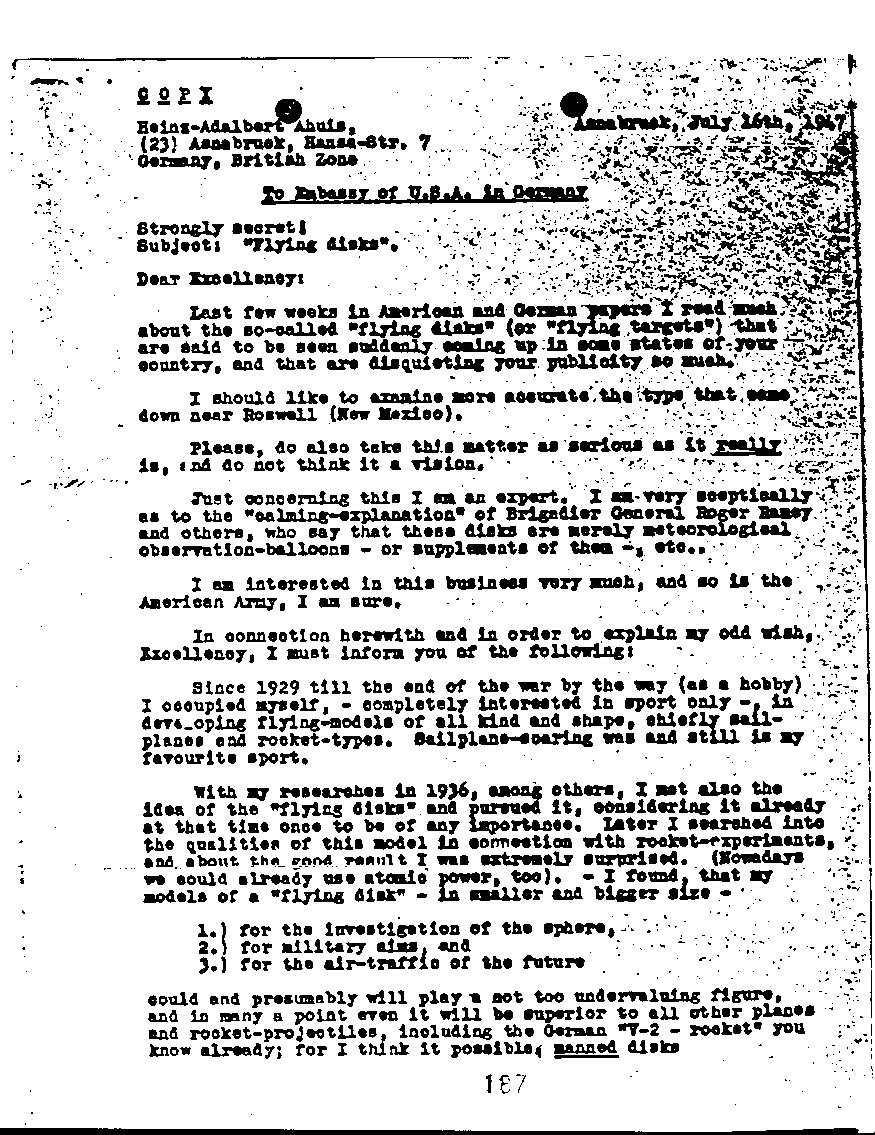 COPY
Heinz-Adalbert Ahuis, Asnabruek, July 16th, 1947
(23) Asnabruek, Hansa-Str. 7
Germany, British Zone
To Embassy of U.S.A. in Germany
Strongly secret!
Subject: "Flying disks".
Dear Excellency:
Last few weeks in American and German papers I read much
about the so-called "flying disks" (or "flying targets") that
are said to be seen suddenly coming up in some states of your
country, and that are disquieting your publicity so much.
I should like to examine more accurate the type that came
down near Roswell (New Mexico).
Please, do also take this matter as serious as it really
is, and do not think it a vision.
Just concerning this I am an expert. I am very sceptically
as to the "calming-explanation" of Brigadier General Roger Ramey
and others, who say that these disks are merely meteorological
observation-balloons - or supplements of them -, etc..
I am interested in this business very much, and so is the
American Army, I am sure.
In connection herewith and in order to explain my odd wish,
Excellency, I must inform you of the following:
Since 1929 till the end of the war by the way (as a hobby)
I occupied myself, - completely interested in sport only -, in
developing flying-models of all kind and shape, chiefly sail-
planes and rocket-types. Sailplane-soaring was and still is my
favourite sport.
With my researches in 1936, among others, I met also the
idea of the "flying disks" and pursued it, considering it already
at that time once to be of any importance. Later I searched into
the qualities of this model in connection with rocket-experiments,
and about the good result I was extremely surprised. (Nowadays
we could already use atomic power, too). - I found, that my
models of a "flying disk" - in smaller and bigger size -
1.) for the investigation of the sphere,
2.) for military aims, and
3.) for the air-traffic of the future
could and presumably will play a not too undervaluing figure,
and in many a point even it will be superior to all other planes
and rocket-projectiles, including the German "V-2 - rocket" you
know already; for I think it possible, manned disks
187